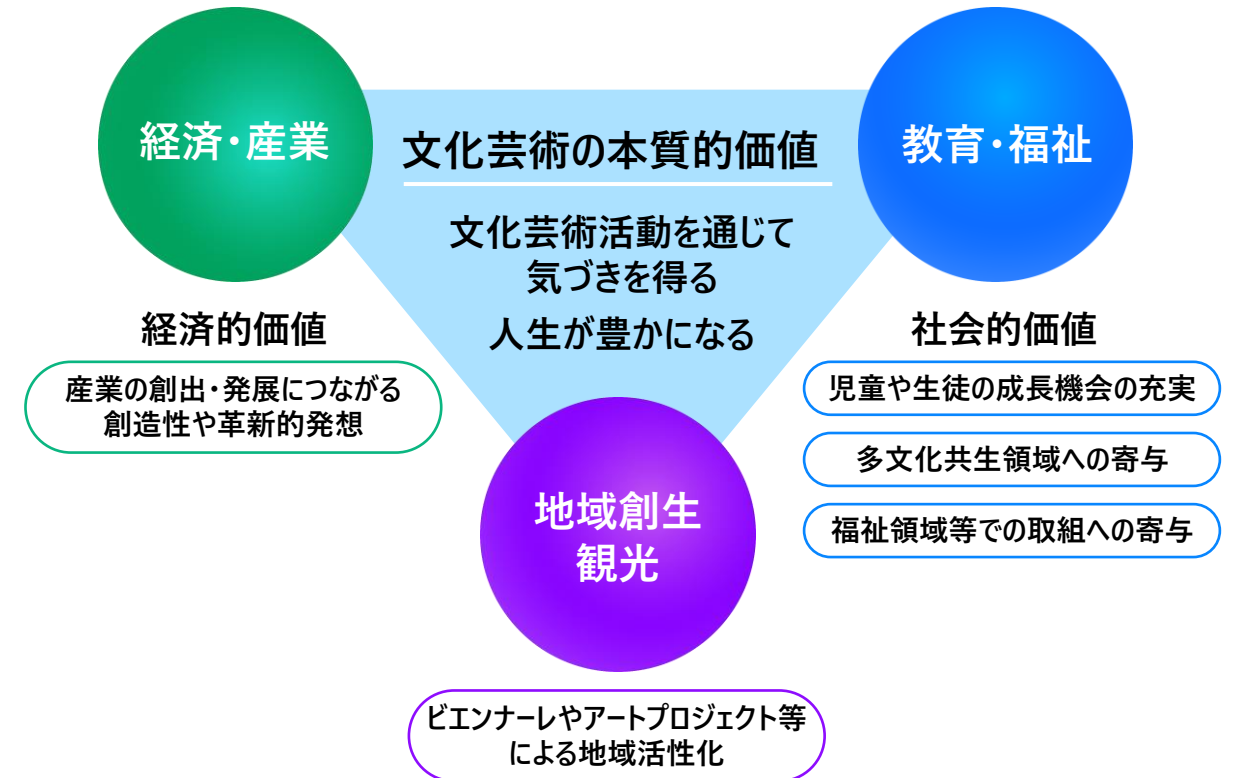 経済・産業
文化芸術の本質的価値
文化芸術活動を通じて
気づきを得る
人生が豊かになる
教育・福祉
経済的価値
産業の創出・発展につながる
創造性や革新的発想
社会的価値
児童や生徒の成長機会の充実
多文化共生領域への寄与
福祉領域等での取組への寄与
地域創生
観光
ビエンナーレやアートプロジェクト等
による地域活性化